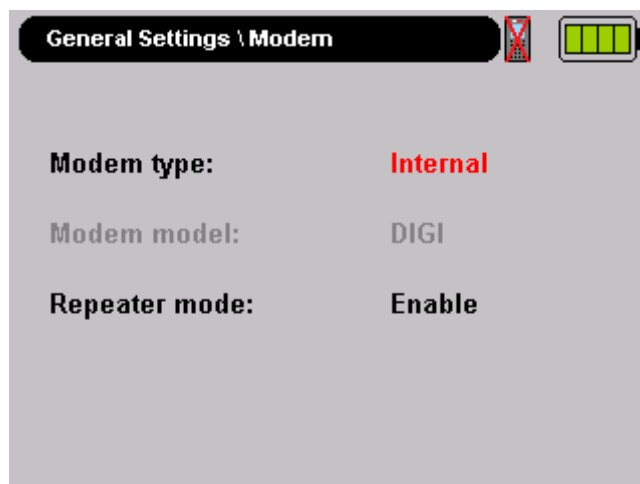 General Settings \ Modem
Modem type: Internal
Modem model: DIGI
Repeater mode: Enable